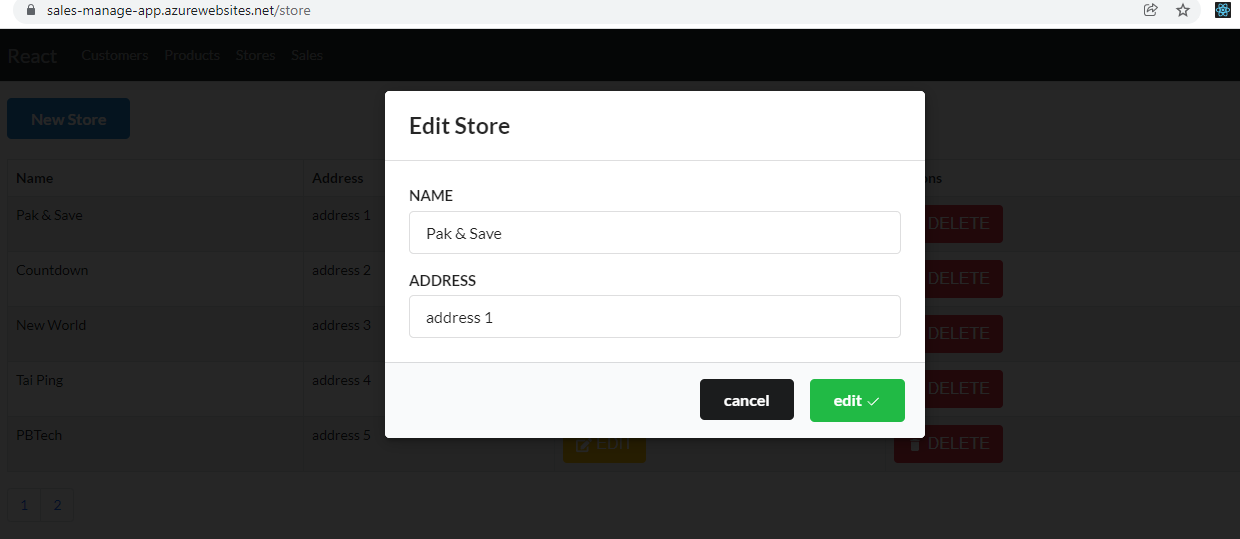 sales-manage-app.azurewebsites.net/store
React Customers Products Stores Sales
New Store
Edit Store
NAME
Pak & Save
ADDRESS
address 1
cancel edit
Name Address ons
Pak & Save address 1 DELETE
Countdown address 2 DELETE
New World address 3 DELETE
Tai Ping address 4 DELETE
PBTech address 5 EDIT DELETE
1 2